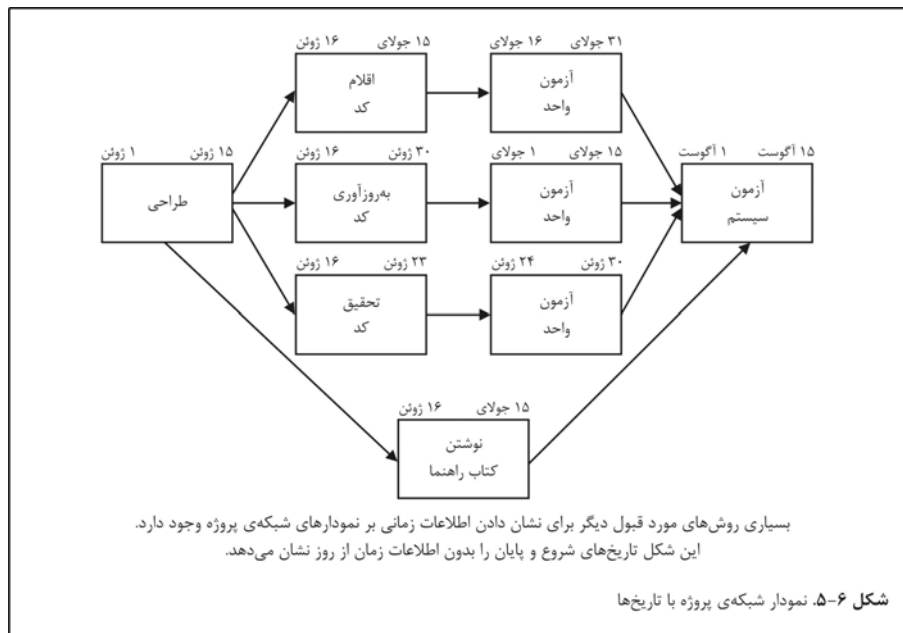 ۱۶ ژوئن ۱۵ جولای
اقلام
کد
۱۶ جولای ۳۱ جولای
آزمون
واحد
۱ ژوئن ۱۵ ژوئن
طراحی
۱۶ ژوئن ۳۰ ژوئن
به‌روزآوری
کد
۱ جولای ۱۵ جولای
آزمون
واحد
۱ آگوست ۱۵ آگوست
آزمون
سیستم
۱۶ ژوئن ۲۳ ژوئن
تحقیق
کد
۲۴ ژوئن ۳۰ ژوئن
آزمون
واحد
۱۶ ژوئن ۱۵ جولای
نوشتن
کتاب راهنما
بسیاری روش‌های مورد قبول دیگر برای نشان دادن اطلاعات زمانی بر نمودارهای شبکه‌ی پروژه وجود دارد.
این شکل تاریخ‌های شروع و پایان را بدون اطلاعات زمان از روز نشان می‌دهد.
شکل ۶-۵. نمودار شبکه‌ی پروژه با تاریخ‌ها